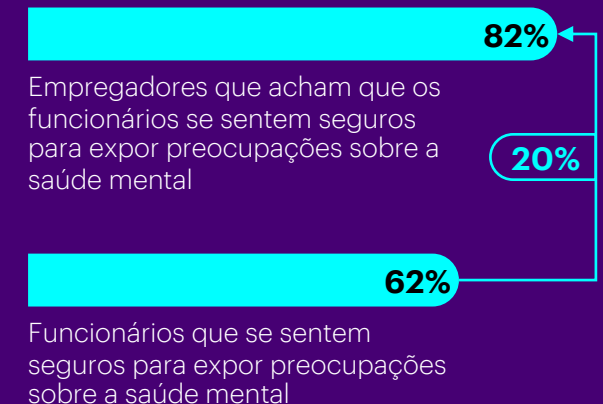 82%
Empregadores que acham que os
funcionários se sentem seguros
para expor preocupações sobre a
saúde mental
20%
62%
Funcionários que se sentem
seguros para expor preocupações
sobre a saúde mental